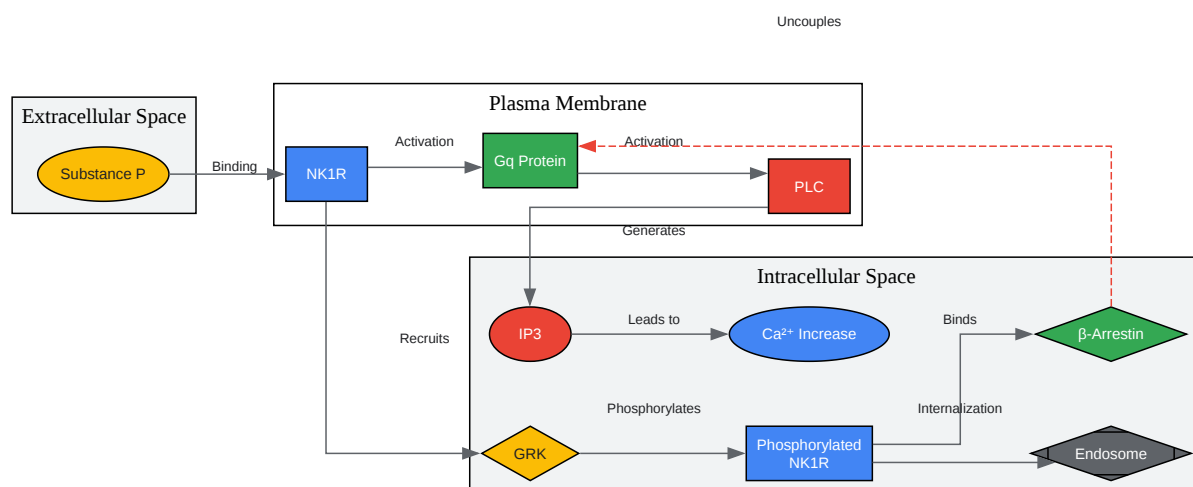 Uncouples
Plasma Membrane
Extracellular Space
Activation
Activation
Gq Protein
Binding
Substance P
NK1R
PLC
Generates
Intracellular Space
Leads to
Binds
IP3
Ca²⁺ Increase
β-Arrestin
Recruits
Phosphorylates
Internalization
GRK
Phosphorylated
NK1R
Endosome